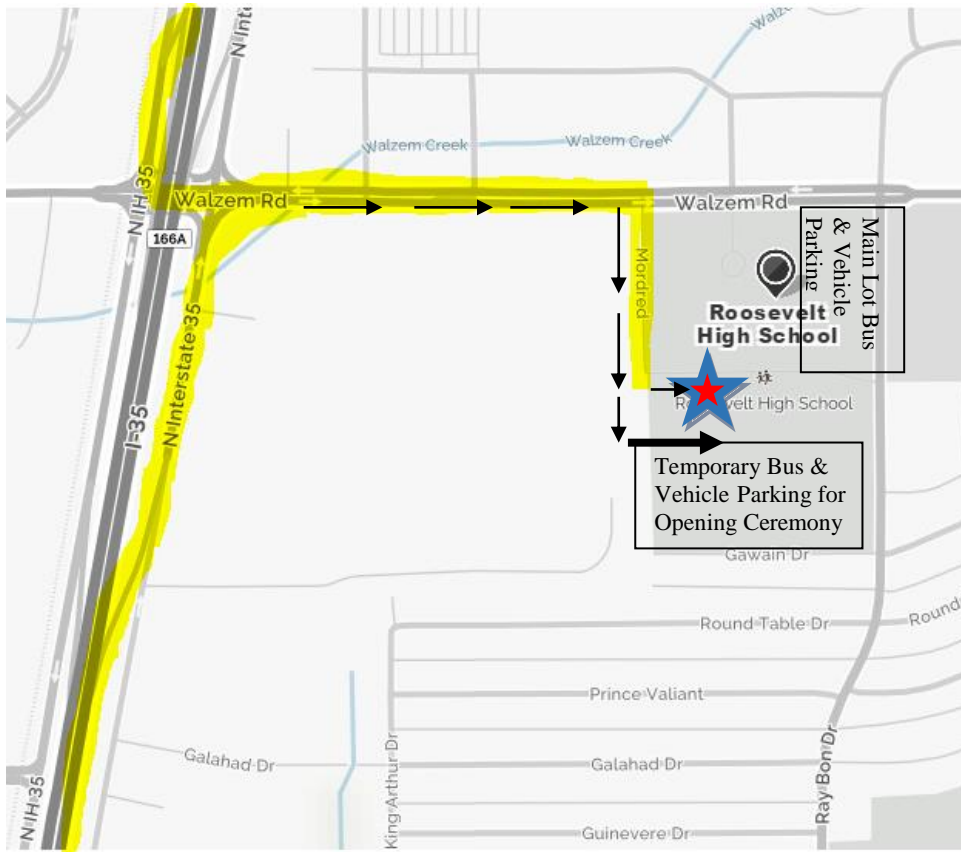 N Inters
Walzem
Walzem Creek
Walzem Creek
N IH 35
Walzem Rd
Walzem Rd
166A
Mordred
Main Lot Bus
& Vehicle
Parking
Roosevelt
High School
N Interstate 35
I-35
Roosevelt High School
Temporary Bus &
Vehicle Parking for
Opening Ceremony
Gawain Dr
Round Table Dr
Round
Prince Valiant
Galahad Dr
Galahad Dr
King Arthur Dr
Ray Bon Dr
N IH 35
Guinevere Dr